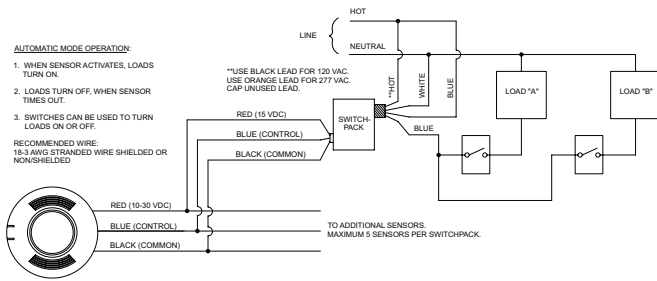 HOT
LINE
NEUTRAL
AUTOMATIC MODE OPERATION:
1. WHEN SENSOR ACTIVATES, LOADS
TURN ON.
2. LOADS TURN OFF, WHEN SENSOR
TIMES OUT.
3. SWITCHES CAN BE USED TO TURN
LOADS ON OR OFF.
RECOMMENDED WIRE:
18-3 AWG STRANDED WIRE SHIELDED OR
NON/SHIELDED
**USE BLACK LEAD FOR 120 VAC.
USE ORANGE LEAD FOR 277 VAC.
CAP UNUSED LEAD.
**HOT
WHITE
BLUE
LOAD "A"
LOAD "B"
RED (15 VDC)
BLUE (CONTROL)
BLACK (COMMON)
SWITCH-
PACK
BLUE
RED (10-30 VDC)
BLUE (CONTROL)
BLACK (COMMON)
TO ADDITIONAL SENSORS.
MAXIMUM 5 SENSORS PER SWITCHPACK.